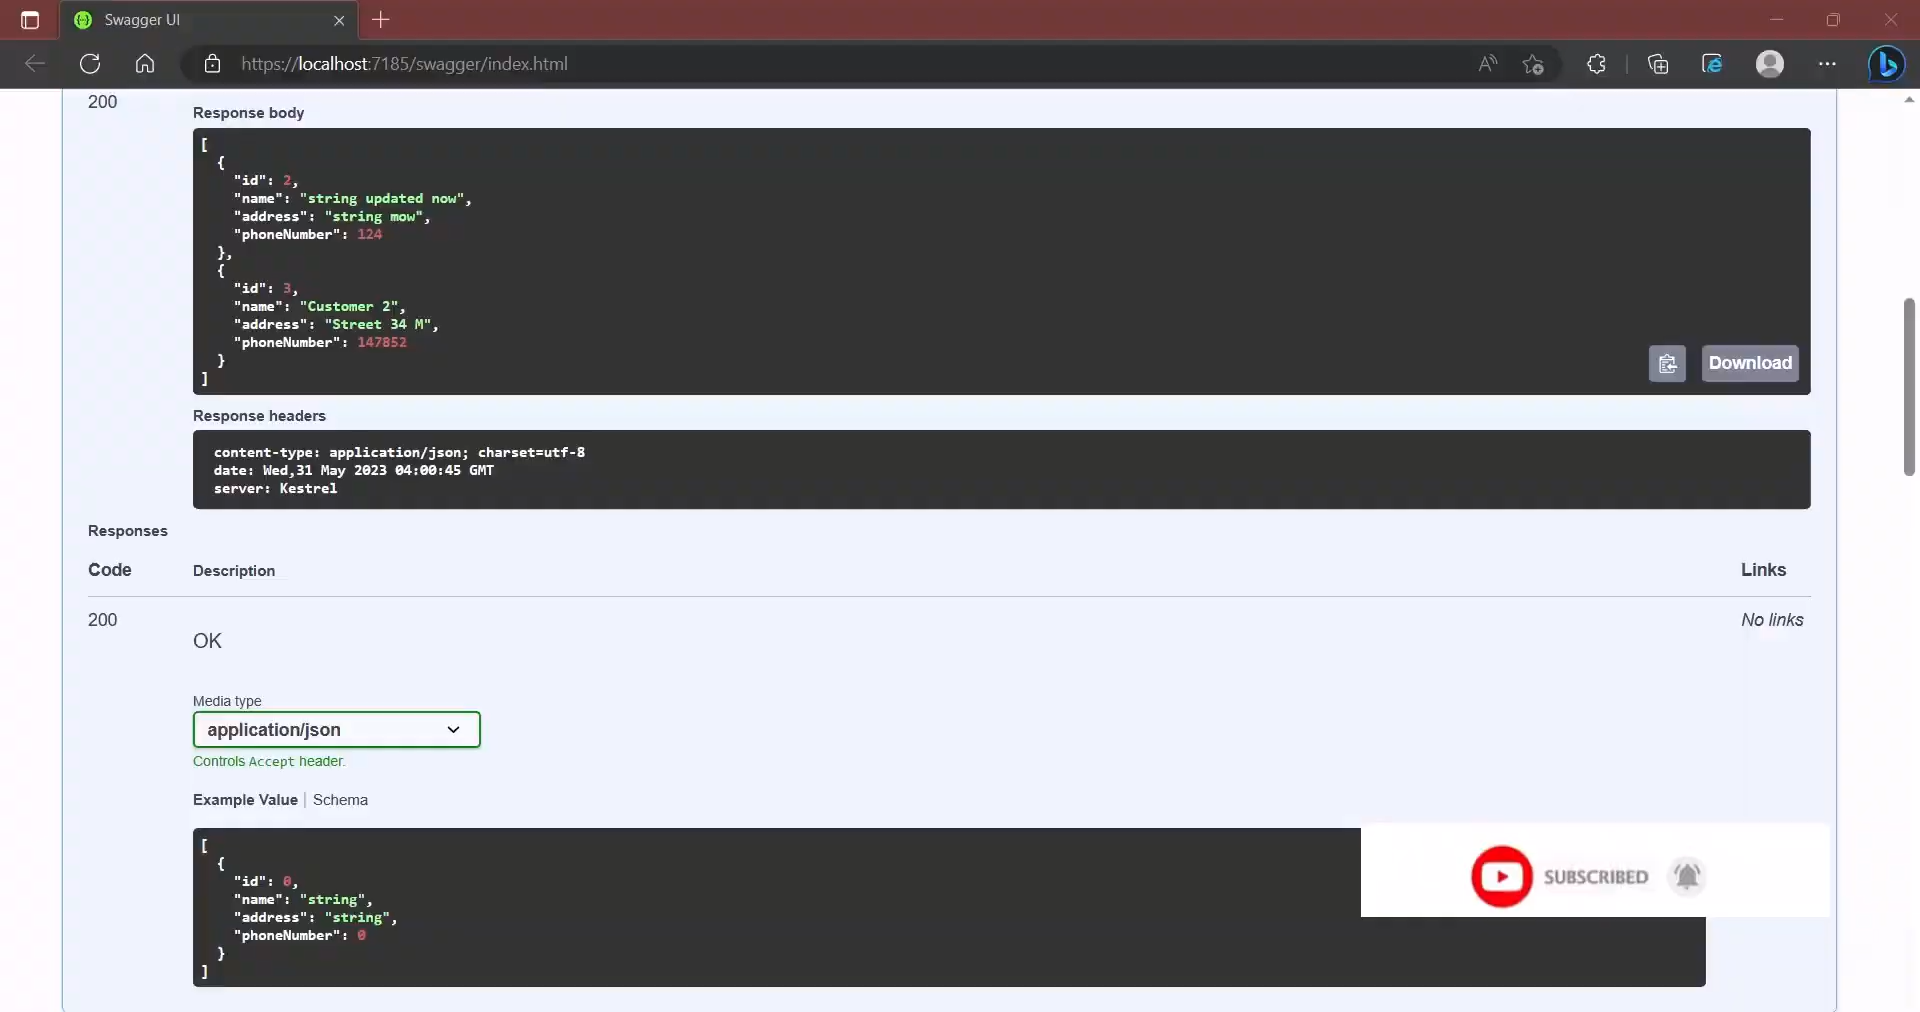 Swagger UI
https://localhost:7185/swagger/index.html
200
Response body
[
{
"id": 2,
"name": "string updated now",
"address": "string mow",
"phoneNumber": 124
},
{
"id": 3,
"name": "Customer 2",
"address": "Street 34 M",
"phoneNumber": 147852
}
]
Download
Response headers
content-type: application/json; charset=utf-8
date: Wed,31 May 2023 04:00:45 GMT
server: Kestrel
Responses
Code Description Links
200 No links
OK
Media type
application/json
Controls Accept header.
Example Value | Schema
[
{
"id": 0,
"name": "string",
"address": "string",
"phoneNumber": 0
}
]
SUBSCRIBED